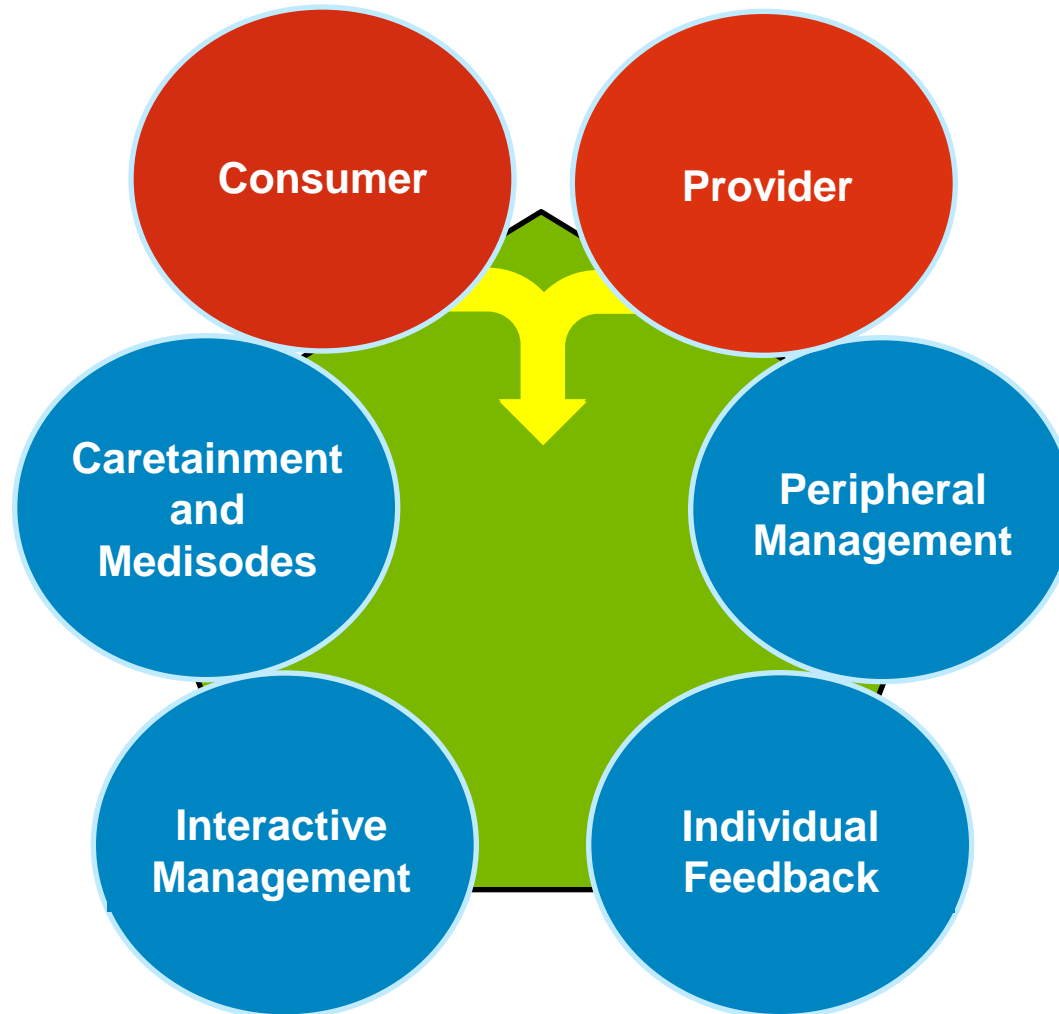 Consumer
Provider
Caretainment
and
Medisodes
Peripheral
Management
Interactive
Management
Individual
Feedback